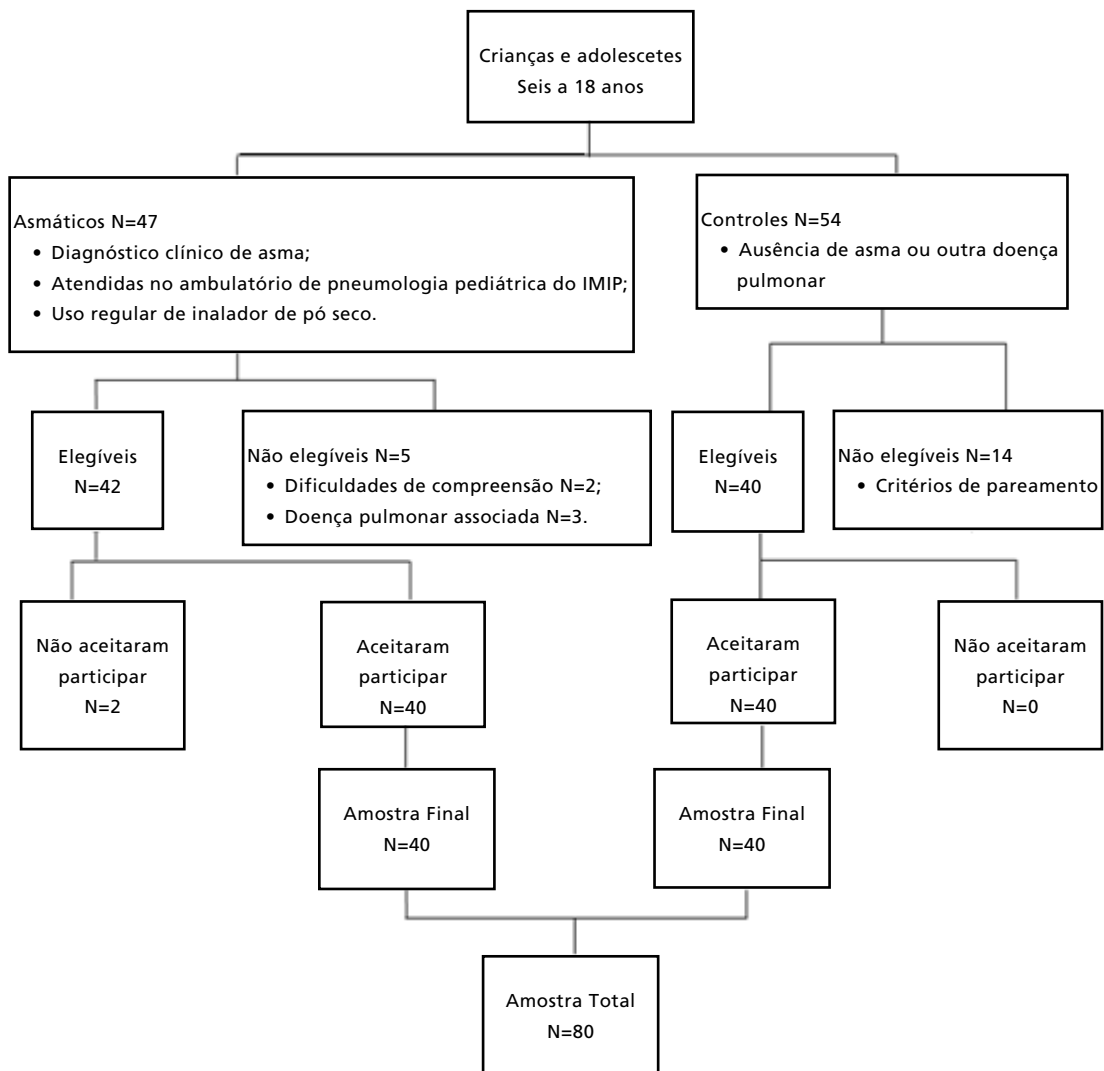 Crianças e adolescetes
Seis a 18 anos
Asmáticos N=47
• Diagnóstico clínico de asma;
• Atendidas no ambulatório de pneumologia pediátrica do IMIP;
• Uso regular de inalador de pó seco.
Controles N=54
• Ausência de asma ou outra doença
pulmonar
Elegíveis
N=42
Não elegíveis N=5
• Dificuldades de compreensão N=2;
• Doença pulmonar associada N=3.
Elegíveis
N=40
Não elegíveis N=14
• Critérios de pareamento
Não aceitaram
participar
N=2
Aceitaram
participar
N=40
Aceitaram
participar
N=40
Não aceitaram
participar
N=0
Amostra Final
N=40
Amostra Final
N=40
Amostra Total
N=80